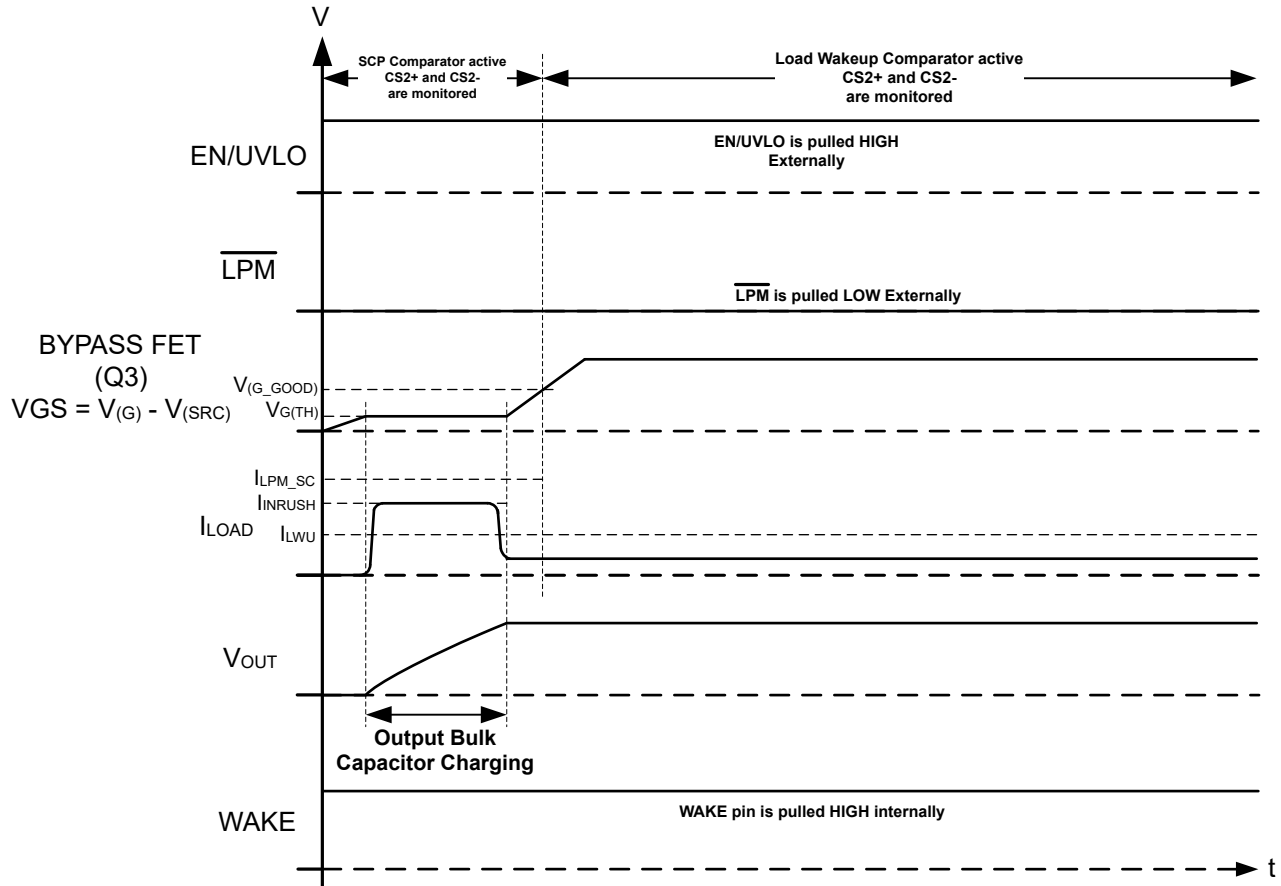 V
SCP Comparator active
CS2+ and CS2-
are monitored
Load Wakeup Comparator active
CS2+ and CS2-
are monitored
EN/UVLO
EN/UVLO is pulled HIGH
Externally
LPM
LPM is pulled LOW Externally
BYPASS FET
(Q3)
VGS = V(G) - V(SRC)
V(G_GOOD)
VG(TH)
ILPM_SC
IINRUSH
ILOAD
ILWU
VOUT
Output Bulk
Capacitor Charging
WAKE
WAKE pin is pulled HIGH internally
t